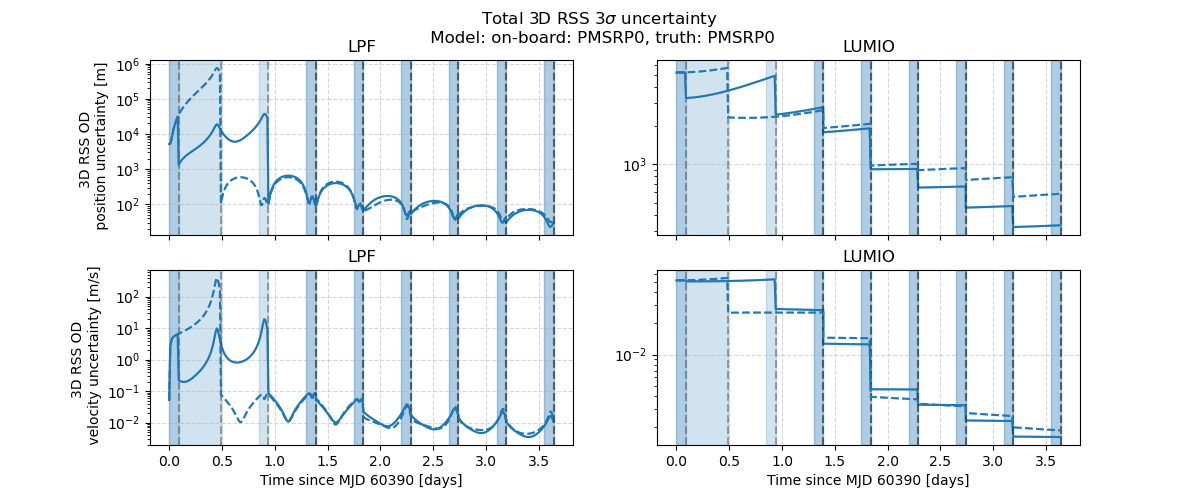 Total 3D RSS 3σ uncertainty
Model: on-board: PMSRP0, truth: PMSRP0
LPF
LUMIO
3D RSS OD
position uncertainty [m]
10⁶
10⁵
10⁴
10³
10²
10³
LPF
LUMIO
3D RSS OD
velocity uncertainty [m/s]
10²
10¹
10⁰
10⁻¹
10⁻²
10⁻²
0.0 0.5 1.0 1.5 2.0 2.5 3.0 3.5
0.0 0.5 1.0 1.5 2.0 2.5 3.0 3.5
Time since MJD 60390 [days]
Time since MJD 60390 [days]